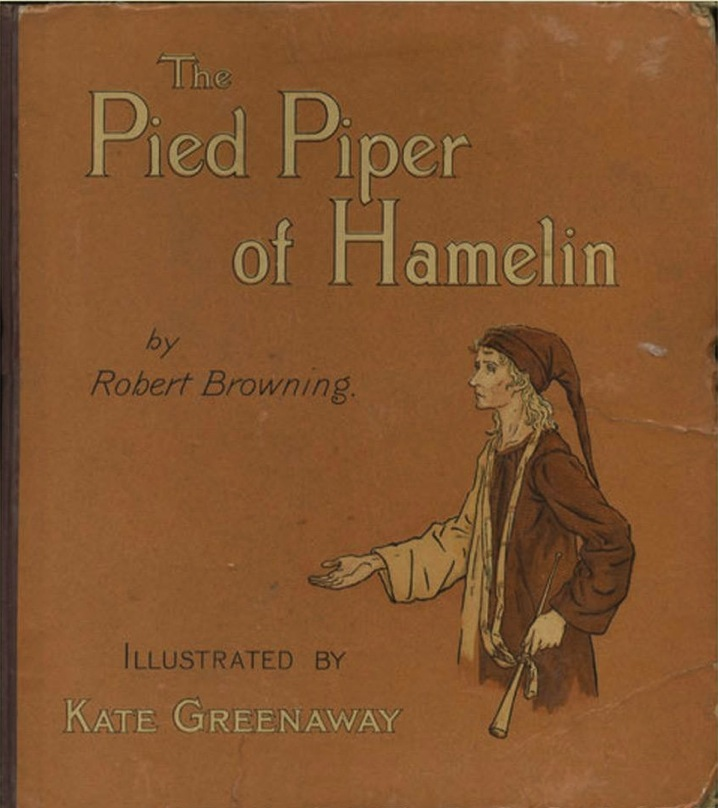 The
Pied Piper
of Hamelin
by
Robert Browning.
ILLUSTRATED BY
KATE GREENAWAY